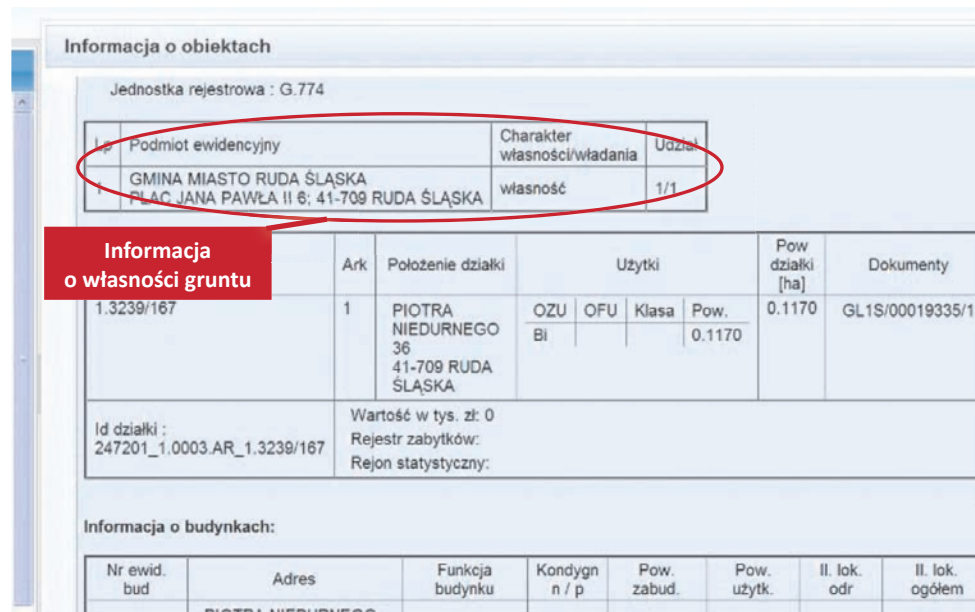 Informacja o obiektach
Jednostka rejestrowa : G.774
Lp Podmiot ewidencyjny Charakter własności/władania Udział
1 GMINA MIASTO RUDA ŚLĄSKA
PLAC JANA PAWŁA II 6; 41-709 RUDA ŚLĄSKA własność 1/1
Informacja
o własności gruntu
Ark Położenie działki Użytki Pow działki [ha] Dokumenty
1.3239/167 1 PIOTRA OZU OFU Klasa Pow. 0.1170 GL1S/00019335/1
NIEDURNEGO Bi 0.1170
36
41-709 RUDA
ŚLĄSKA
Id działki :
247201_1.0003.AR_1.3239/167
Wartość w tys. zł: 0
Rejestr zabytków:
Rejon statystyczny:
Informacja o budynkach:
Nr ewid. bud Adres Funkcja budynku Kondygn n / p Pow. zabud. Pow. użytk. Il. lok. odr Il. lok. ogółem
PIOTRA NIEDURNEGO